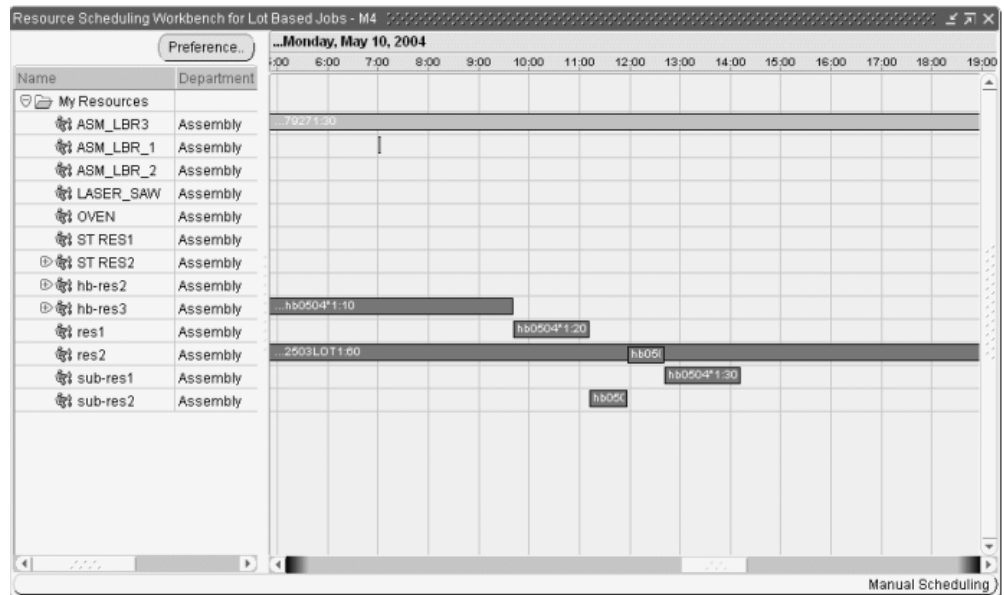 Resource Scheduling Workbench for Lot Based Jobs - M4
Preference..
...Monday, May 10, 2004
:00 6:00 7:00 8:00 9:00 10:00 11:00 12:00 13:00 14:00 15:00 16:00 17:00 18:00 19:00
Name Department
My Resources
ASM_LBR3 Assembly ...79271:30
ASM_LBR_1 Assembly
ASM_LBR_2 Assembly
LASER_SAW Assembly
OVEN Assembly
ST RES1 Assembly
ST RES2 Assembly
hb-res2 Assembly
hb-res3 Assembly ...hb0504*1:10
res1 Assembly hb0504*1:20
res2 Assembly ...2503LOT1:60 hb05(
sub-res1 Assembly hb0504*1:30
sub-res2 Assembly hb05(
Manual Scheduling